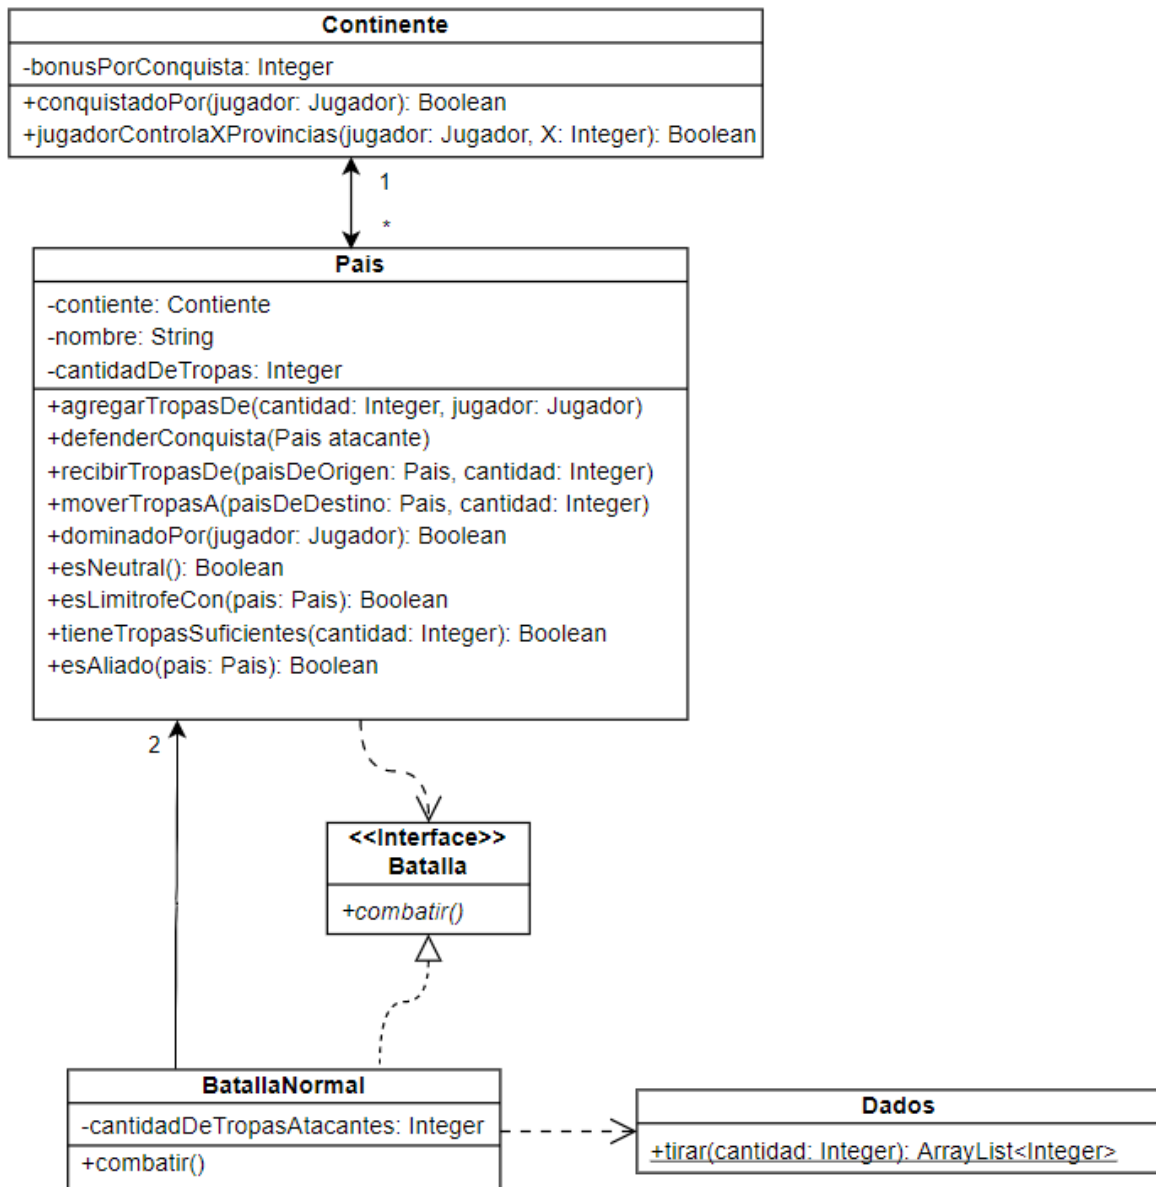 Continente
-bonusPorConquista: Integer
+conquistadoPor(jugador: Jugador): Boolean
+jugadorControlaXProvincias(jugador: Jugador, X: Integer): Boolean
1
*
Pais
-contiente: Contiente
-nombre: String
-cantidadDeTropas: Integer
+agregarTropasDe(cantidad: Integer, jugador: Jugador)
+defenderConquista(Pais atacante)
+recibirTropasDe(paisDeOrigen: Pais, cantidad: Integer)
+moverTropasA(paisDeDestino: Pais, cantidad: Integer)
+dominadoPor(jugador: Jugador): Boolean
+esNeutral(): Boolean
+esLimitrofeCon(pais: Pais): Boolean
+tieneTropasSuficientes(cantidad: Integer): Boolean
+esAliado(pais: Pais): Boolean
2
<<Interface>>
Batalla
+combatir()
BatallaNormal
-cantidadDeTropasAtacantes: Integer
+combatir()
Dados
+tirar(cantidad: Integer): ArrayList<Integer>